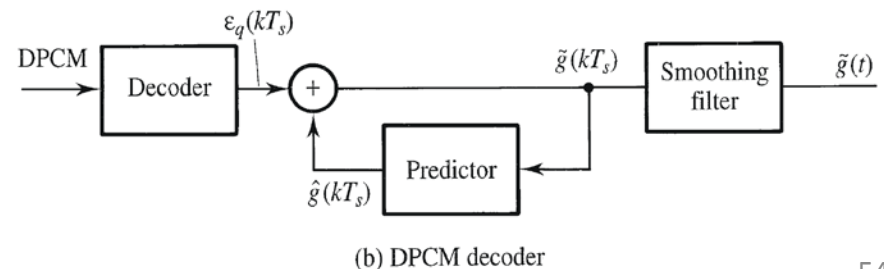 εq(kTs)
DPCM
Decoder
+
g̃(kTs)
Smoothing
filter
g̃(t)
Predictor
ĝ(kTs)
(b) DPCM decoder